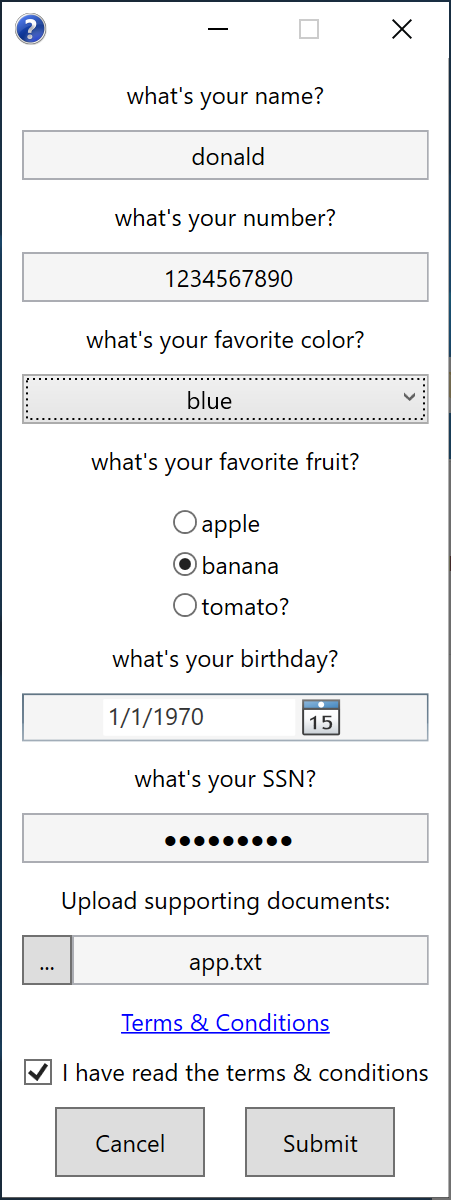 ?
what's your name?
donald
what's your number?
1234567890
what's your favorite color?
blue
what's your favorite fruit?
apple
banana
tomato?
what's your birthday?
1/1/1970 15
what's your SSN?
●●●●●●●●●
Upload supporting documents:
... app.txt
Terms & Conditions
I have read the terms & conditions
Cancel Submit